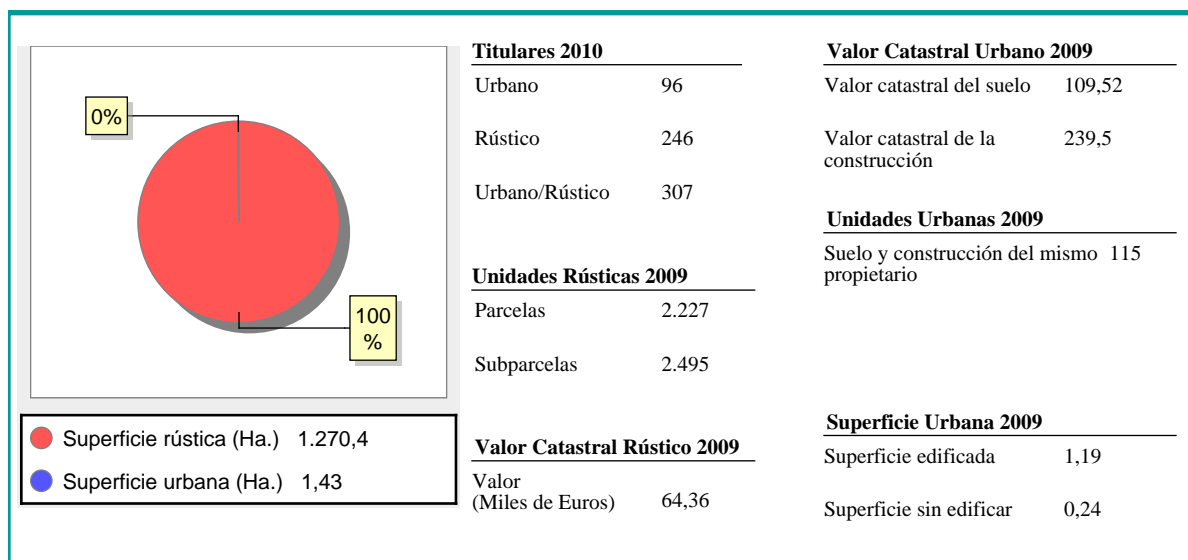 0%
100
%
Superficie rústica (Ha.) 1.270,4
Superficie urbana (Ha.) 1,43
Titulares 2010
Urbano 96
Rústico 246
Urbano/Rústico 307
Unidades Rústicas 2009
Parcelas 2.227
Subparcelas 2.495
Valor Catastral Rústico 2009
Valor
(Miles de Euros) 64,36
Valor Catastral Urbano 2009
Valor catastral del suelo 109,52
Valor catastral de la
construcción 239,5
Unidades Urbanas 2009
Suelo y construcción del mismo 115
propietario
Superficie Urbana 2009
Superficie edificada 1,19
Superficie sin edificar 0,24